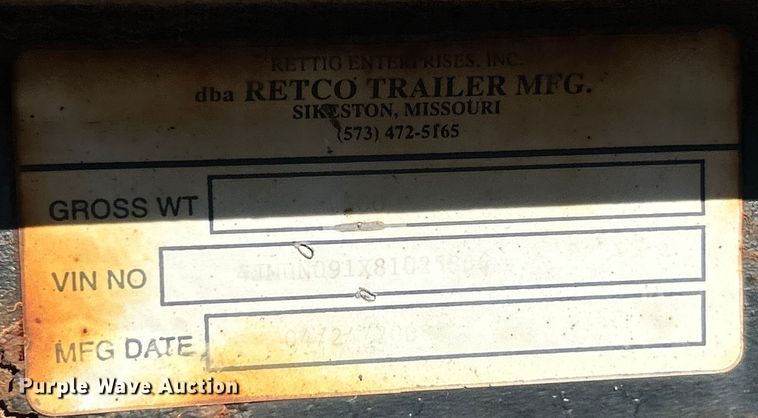 RETTIG ENTERPRISES, INC.
dba RETCO TRAILER MFG.
SIKESTON, MISSOURI
(573) 472-5165
GROSS WT
VIN NO
MFG DATE
Purple Wave Auction